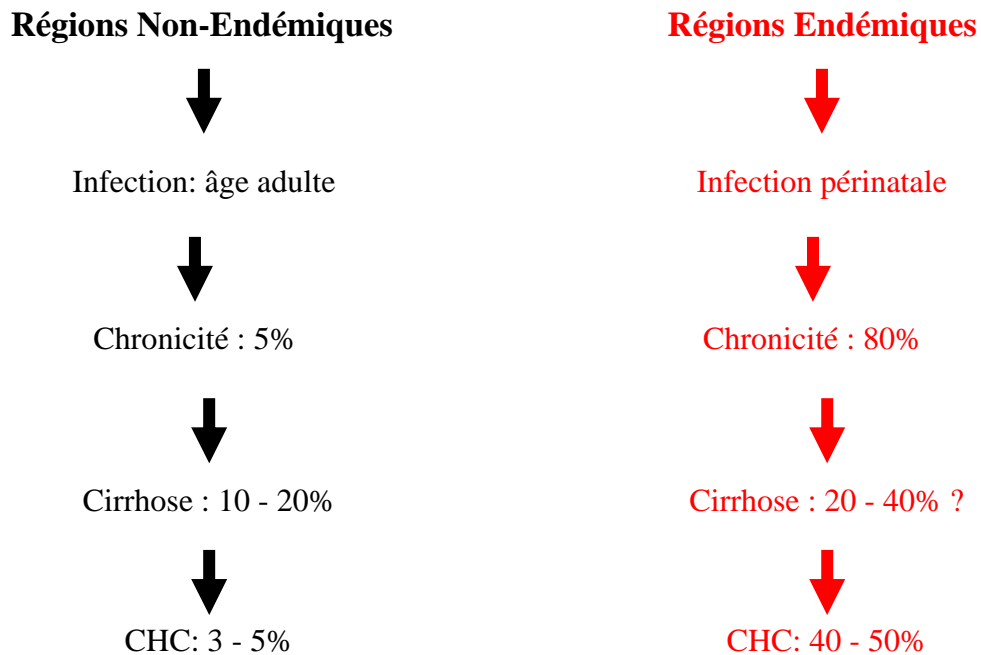 Régions Non-Endémiques
Infection: âge adulte
Chronicité : 5%
Cirrhose : 10 - 20%
CHC: 3 - 5%
Régions Endémiques
Infection périnatale
Chronicité : 80%
Cirrhose : 20 - 40% ?
CHC: 40 - 50%